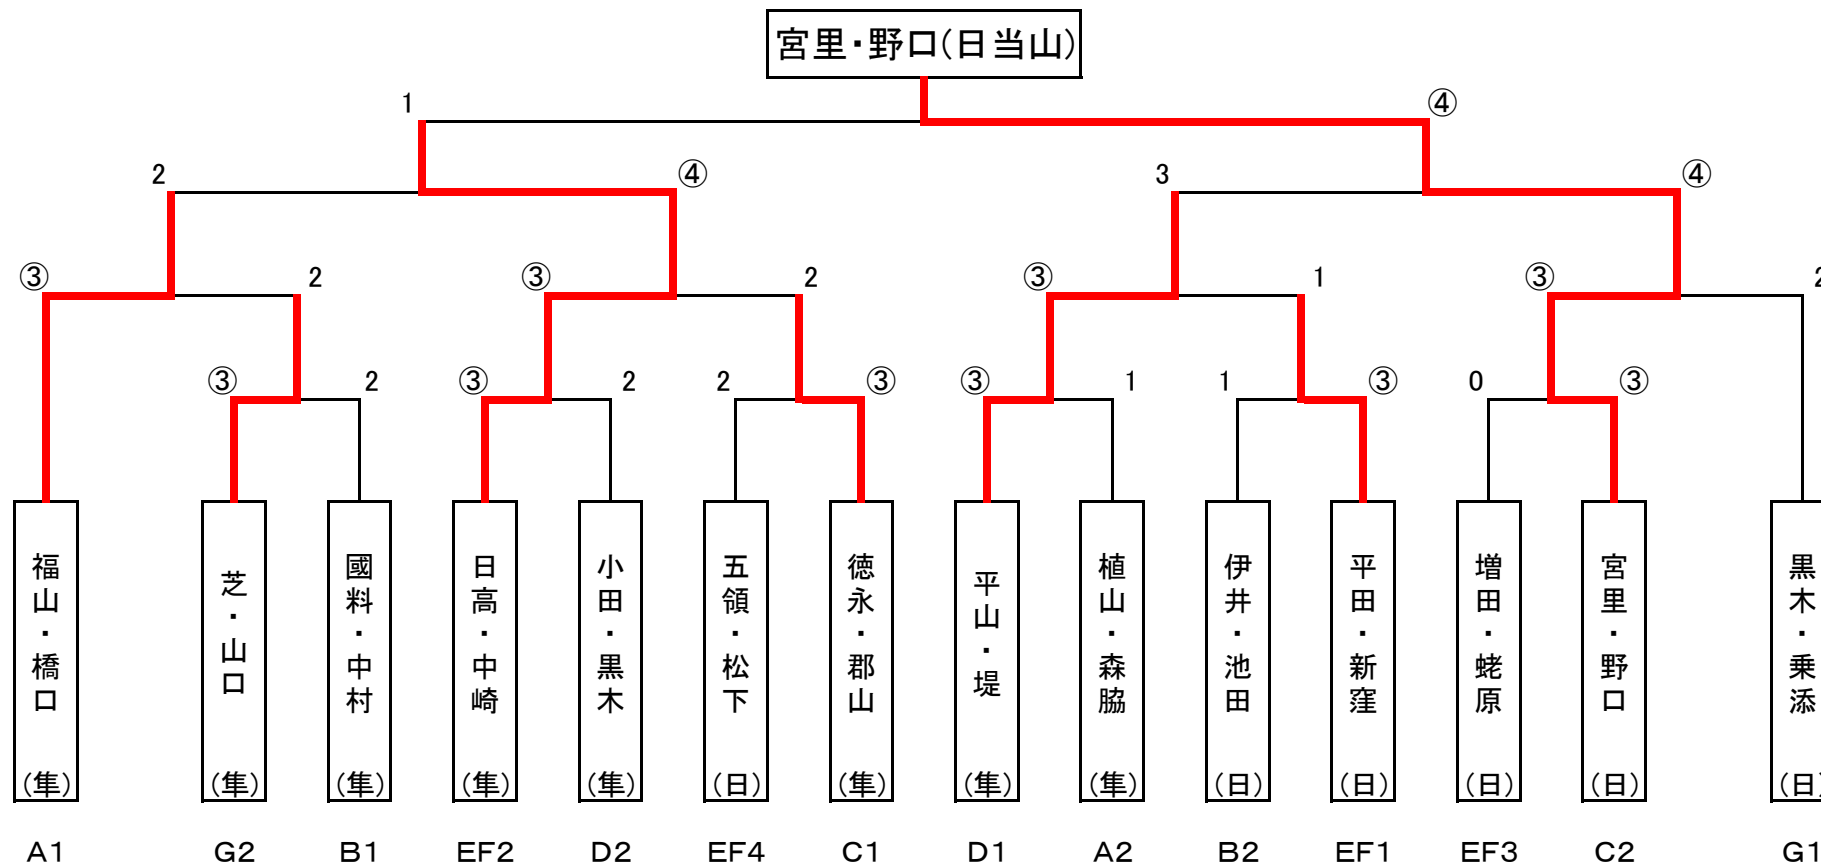 宮里・野口(日当山)
1 ④
2 ④ 3 ④
③ 2 ③ 2 ③ 1 ③ 2
③ 2 ③ 2 2 ③ ③ 1 1 ③ 0 ③
福山・橋口
(隼)
芝・山口
(隼)
國料・中村
(隼)
日高・中崎
(隼)
小田・黒木
(隼)
五領・松下
(日)
徳永・郡山
(隼)
平山・堤
(隼)
植山・森脇
(隼)
伊井・池田
(日)
平田・新窪
(日)
増田・蛯原
(日)
宮里・野口
(日)
黒木・乗添
(日)
A1 G2 B1 EF2 D2 EF4 C1 D1 A2 B2 EF1 EF3 C2 G1